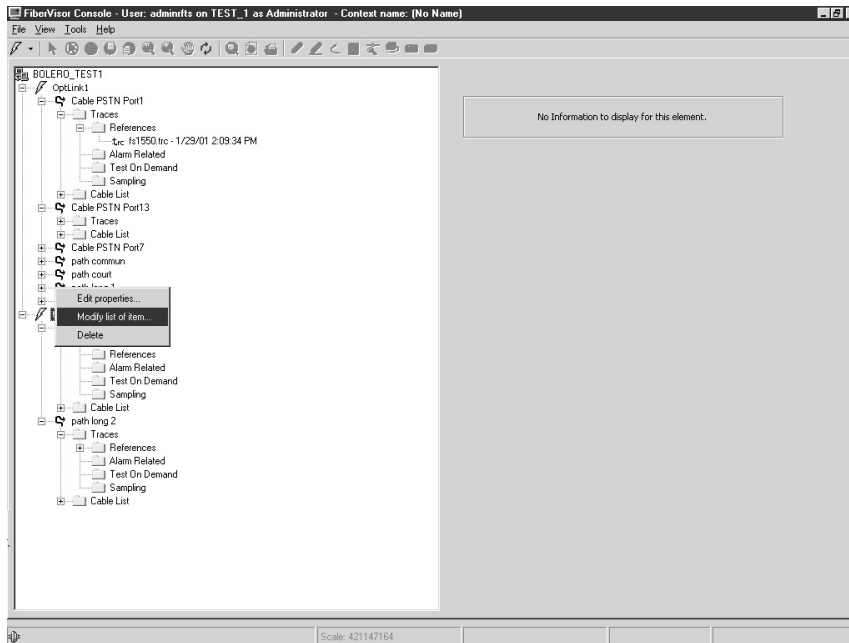 FiberVisor Console - User: adminrfts on TEST_1 as Administrator - Context name: (No Name)
File View Tools Help
BOLERO_TEST1
OptLink1
Cable PSTN Port1
Traces
References
trc fs1550.trc - 1/29/01 2:09:34 PM
Alarm Related
Test On Demand
Sampling
Cable List
Cable PSTN Port13
Traces
Cable List
Cable PSTN Port7
path commun
path court
Edit properties...
Modify list of item...
Delete
References
Alarm Related
Test On Demand
Sampling
Cable List
path long 2
Traces
References
Alarm Related
Test On Demand
Sampling
Cable List
No Information to display for this element.
Scale: 421147164